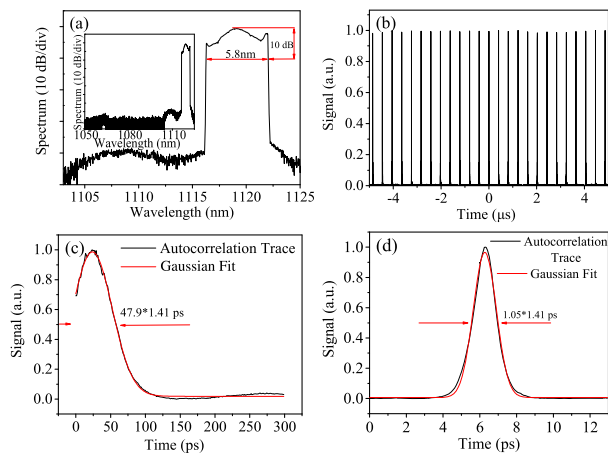 (a)
Spectrum (10 dB/div)
Spectrum (10 dB/div)
1050 1080 1110
Wavelength (nm)
5.8nm
10 dB
1105 1110 1115 1120 1125
Wavelength (nm)
(b)
Signal (a.u.)
1.0
0.8
0.6
0.4
0.2
0.0
-4 -2 0 2 4
Time (μs)
(c)
Autocorrelation Trace
Gaussian Fit
47.9*1.41 ps
Signal (a.u.)
1.0
0.8
0.6
0.4
0.2
0.0
0 50 100 150 200 250 300
Time (ps)
(d)
Autocorrelation
Trace
Gaussian Fit
1.05*1.41 ps
Signal (a.u.)
1.0
0.8
0.6
0.4
0.2
0.0
0 2 4 6 8 10 12
Time (ps)